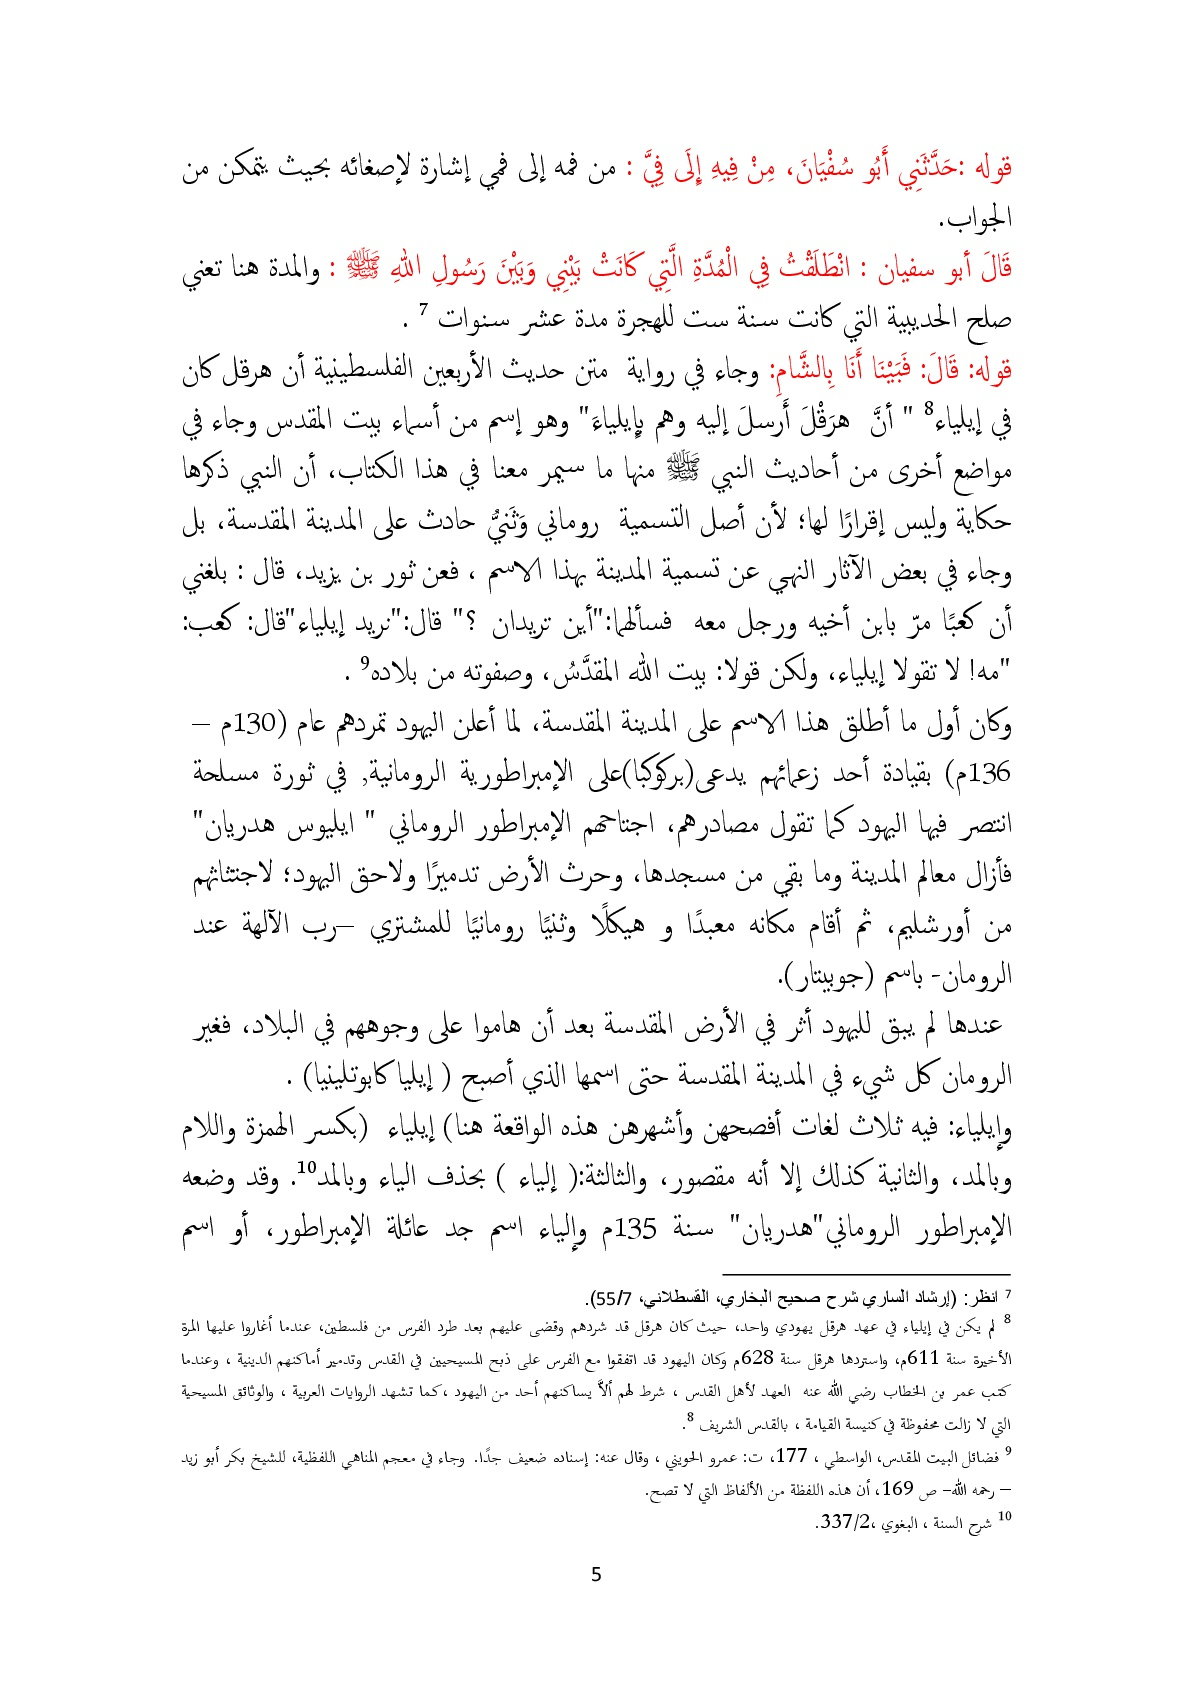 قوله :حَدَّثَنِي أَبُو سُفْيَانَ، مِنْ فِيهِ إِلَى فِيَّ : من فمه إلى فمي إشارة لإصغائه بحيث يتمكن من
الجواب.
قَالَ أبو سفيان : انْطَلَقْتُ فِي الْمُدَّةِ الَّتِي كَانَتْ بَيْنِي وَبَيْنَ رَسُولِ اللهِ ﷺ : والمدة هنا تعني
صلح الحديبية التي كانت سنة ست للهجرة مدة عشر سنوات 7 .
قوله: قَالَ: فَبَيْنَا أَنَا بِالشَّامِ: وجاء في رواية متن حديث الأربعين الفلسطينية أن هرقل كان
في إيلياء8 " أنَّ هرَقْلَ أَرسلَ إليه وهم بإِيلياءَ" وهو إسم من أسماء بيت المقدس وجاء في
مواضع أخرى من أحاديث النبي ﷺ منها ما سيمر معنا في هذا الكتاب، أن النبي ذكرها
حكاية وليس إقرارًا لها؛ لأن أصل التسمية روماني وَثَنيٌّ حادث على المدينة المقدسة، بل
وجاء في بعض الآثار النهي عن تسمية المدينة بهذا الاسم ، فعن ثور بن يزيد، قال : بلغني
أن كعبًا مرّ بابن أخيه ورجل معه فسألهما:"أين تريدان ؟" قال:"نريد إيلياء"قال: كعب:
"مه! لا تقولا إيلياء، ولكن قولا: بيت الله المقدَّسُ، وصفوته من بلاده9 .
وكان أول ما أطلق هذا الاسم على المدينة المقدسة، لما أعلن اليهود تمردهم عام (130م –
136م) بقيادة أحد زعمائهم يدعى(بركوكبا)على الإمبراطورية الرومانية, في ثورة مسلحة
انتصر فيها اليهود كما تقول مصادرهم، اجتاحهم الإمبراطور الروماني " ايليوس هدريان"
فأزال معالم المدينة وما بقي من مسجدها، وحرث الأرض تدميرًا ولاحق اليهود؛ لاجتثاثهم
من أورشليم، ثم أقام مكانه معبدًا و هيكلًا وثنيًا رومانيًا للمشتري –رب الآلهة عند
الرومان- باسم (جوبيتار).
عندها لم يبق لليهود أثر في الأرض المقدسة بعد أن هاموا على وجوههم في البلاد، فغير
الرومان كل شيء في المدينة المقدسة حتى اسمها الذي أصبح ( إيليا كابوتلينيا) .
وإيلياء: فيه ثلاث لغات أفصحهن وأشهرهن هذه الواقعة هنا) إيلياء (بكسر الهمزة واللام
وبالمد، والثانية كذلك إلا أنه مقصور، والثالثة:( إلياء ) بحذف الياء وبالمد10. وقد وضعه
الإمبراطور الروماني"هدريان" سنة 135م وإلياء اسم جد عائلة الإمبراطور، أو اسم
7 انظر: (إرشاد الساري شرح صحيح البخاري، القسطلاني، 55/7).
8 لم يكن في إيلياء في عهد هرقل يهودي واحد، حيث كان هرقل قد شردهم وقضى عليهم بعد طرد الفرس من فلسطين، عندما أغاروا عليها المرة
الأخيرة سنة 611م، واستردها هرقل سنة 628م وكان اليهود قد اتفقوا مع الفرس على ذبح المسيحيين في القدس وتدمير أماكنهم الدينية ، وعندما
كتب عمر بن الخطاب رضي الله عنه العهد لأهل القدس ، شرط لهم ألاَّ يساكنهم أحد من اليهود ،كما تشهد الروايات العربية ، والوثائق المسيحية
التي لا زالت محفوظة في كنيسة القيامة ، بالقدس الشريف 8.
9 فضائل البيت المقدس، الواسطي ، 177، ت: عمرو الحويني ، وقال عنه: إسناده ضعيف جدًا. وجاء في معجم المناهي اللفظية، للشيخ بكر أبو زيد
– رحمه الله– ص 169، أن هذه اللفظة من الألفاظ التي لا تصح.
10 شرح السنة ، البغوي ،337/2.
5